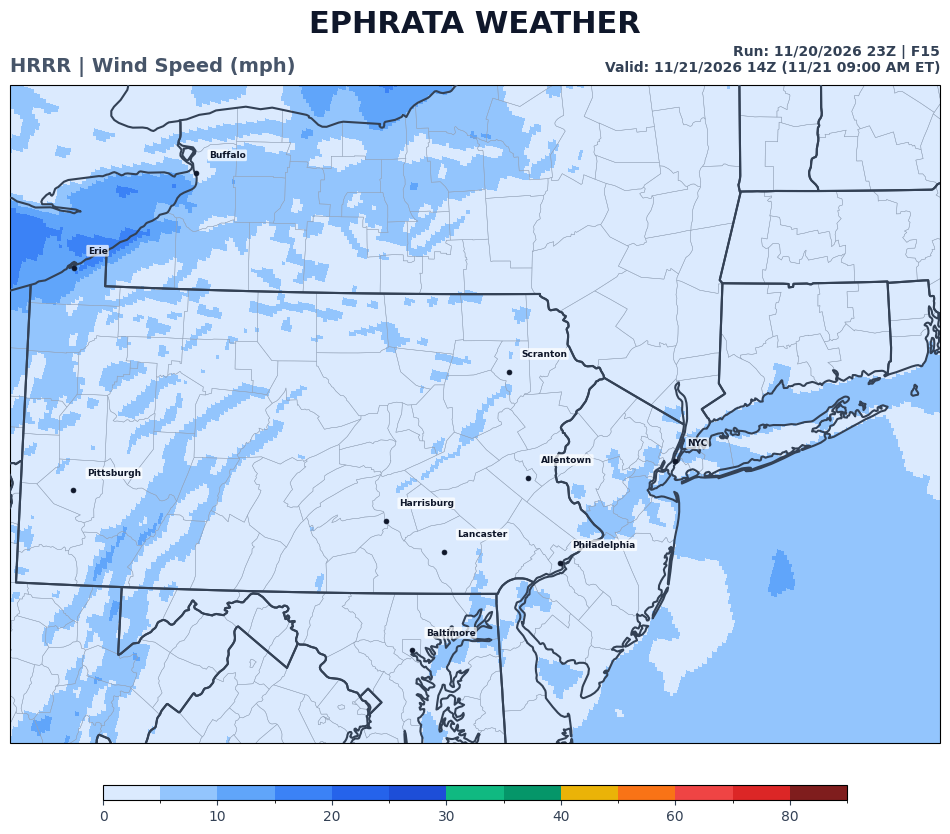 EPHRATA WEATHER
HRRR | Wind Speed (mph)
Run: 11/20/2026 23Z | F15
Valid: 11/21/2026 14Z (11/21 09:00 AM ET)
Buffalo
Erie
Scranton
NYC
Allentown
Pittsburgh
Harrisburg
Lancaster
Philadelphia
Baltimore
0 10 20 30 40 50 60 70 80